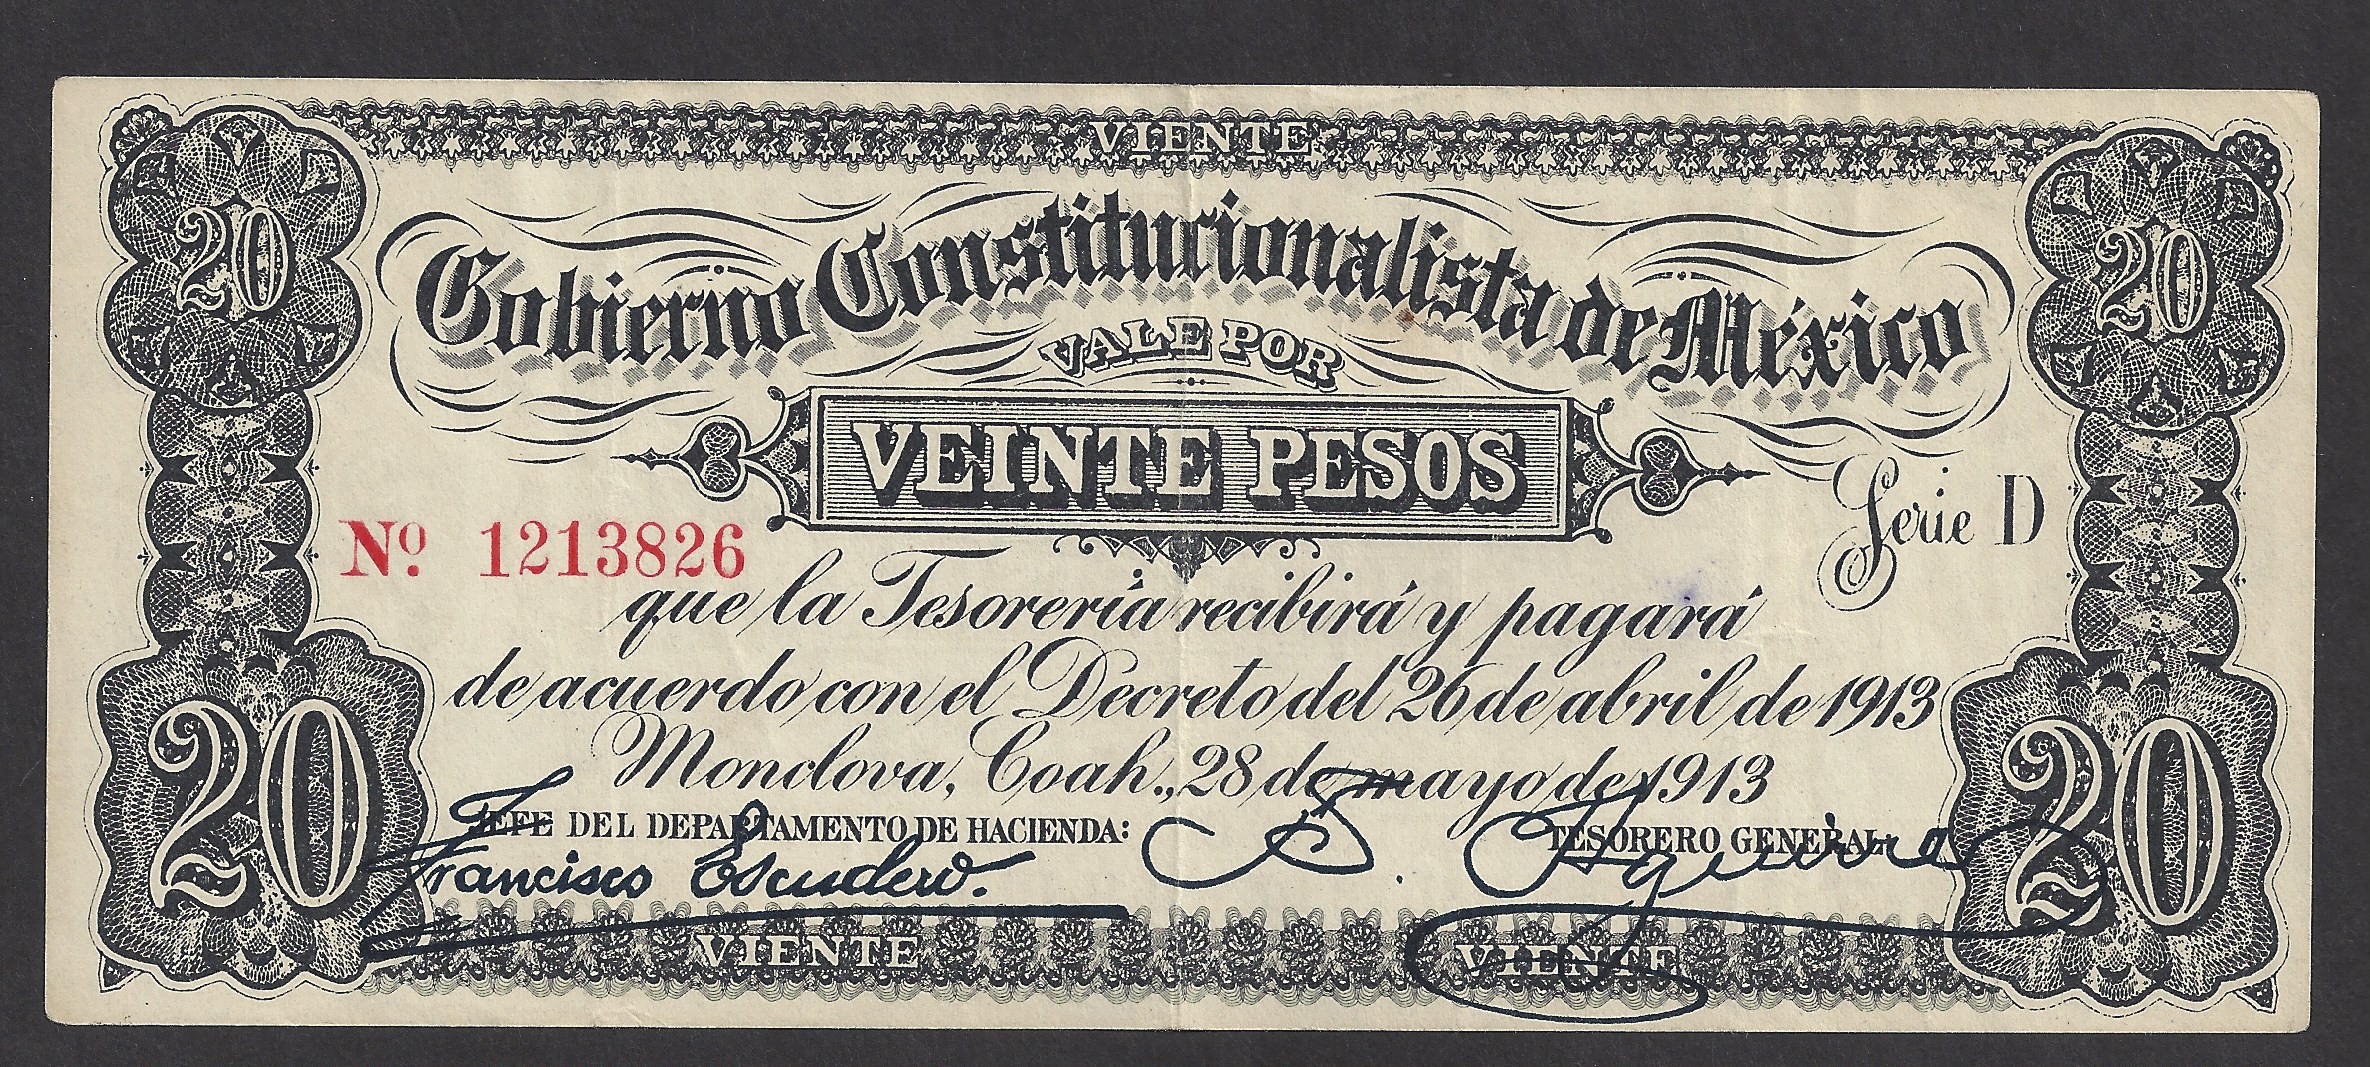 VIENTE
20 20
Gobierno Constitucionalista de México
VALE POR
VEINTE PESOS
Serie D
Nº. 1213826
que la Tesorería recibirá y pagará
de acuerdo con el Decreto del 26 de abril de 1913
Monclova, Coah., 28 de mayo de 1913
20 20
JEFE DEL DEPARTAMENTO DE HACIENDA: TESORERO GENERAL
Francisco Escudero.
VIENTE VIENTE